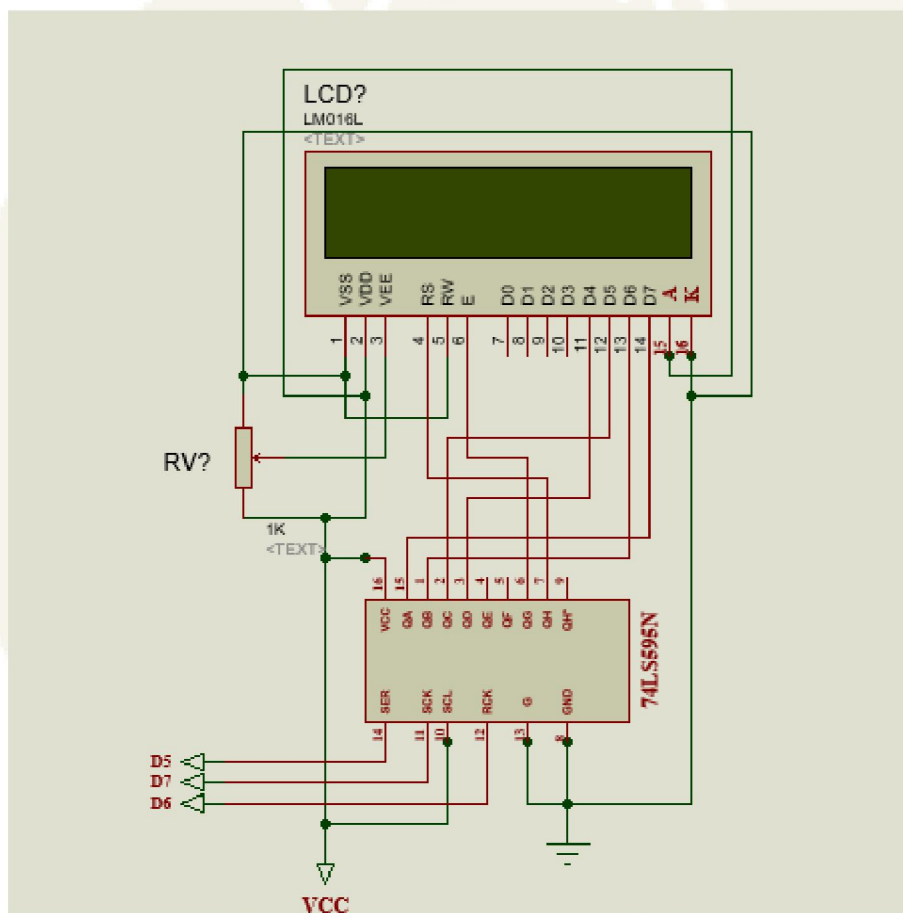 LCD?
LM016L
<TEXT>
VSS VDD VEE RS RW E D0 D1 D2 D3 D4 D5 D6 D7 A K
1 2 3 4 5 6 7 8 9 10 11 12 13 14 15 16
RV?
1K
<TEXT>
16 15 1 2 3 4 5 6 7 9
VCC QA QB QC QD QE QF QG QH QH*
74LS595N
SER SCK SCL RCK G GND
14 11 10 12 13 8
D5
D7
D6
VCC